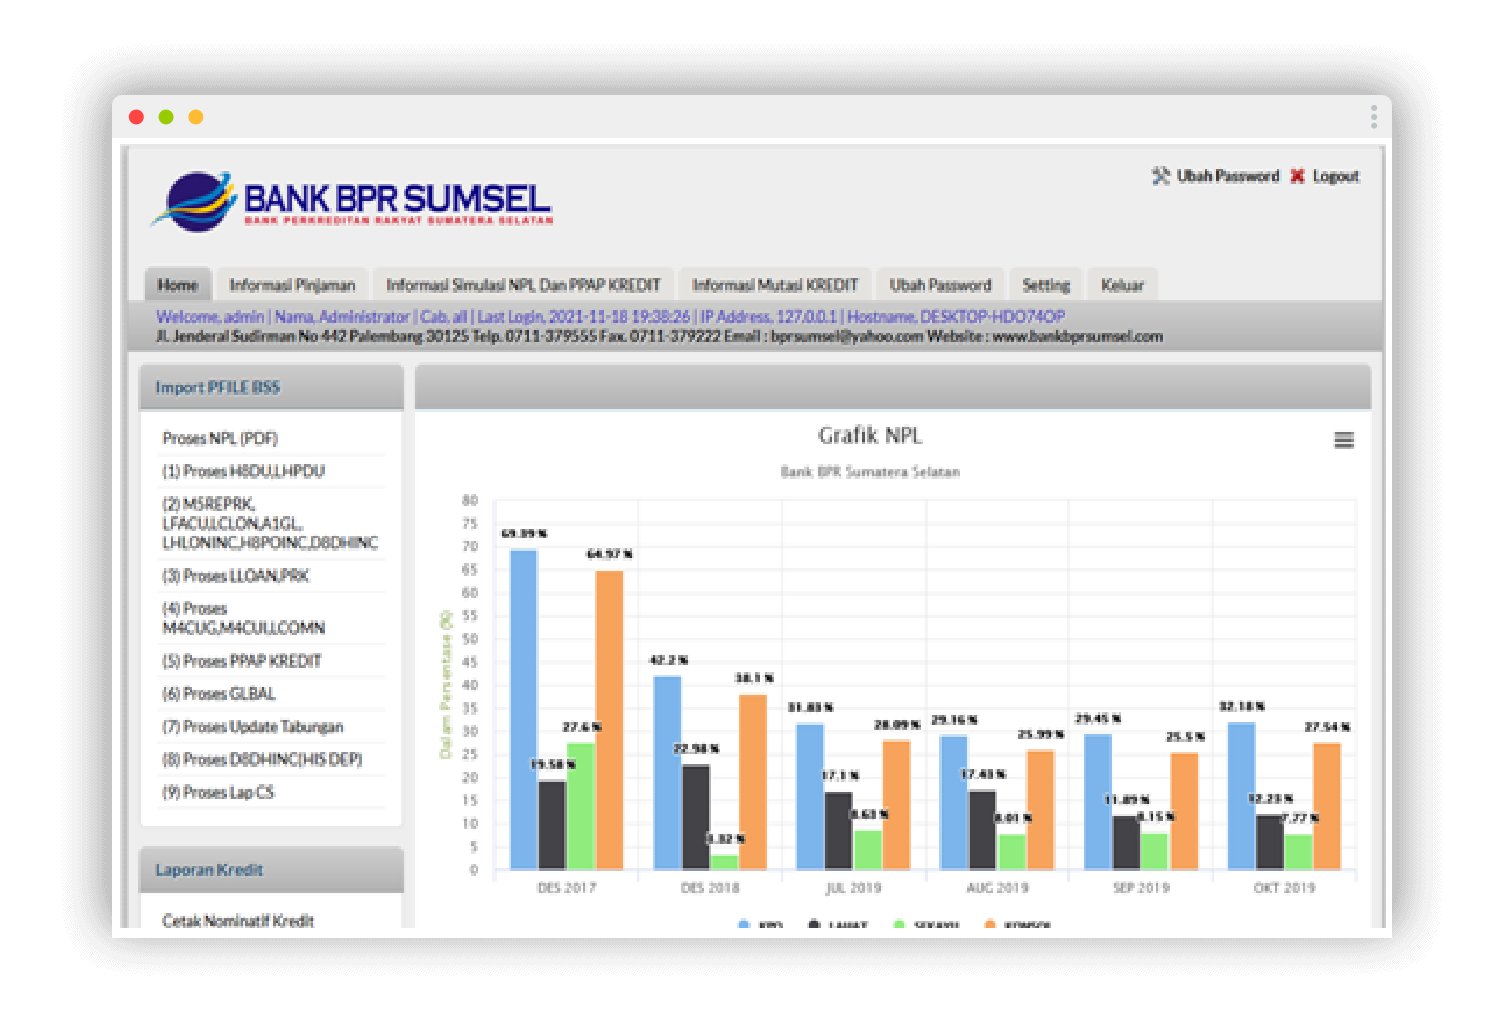 Ubah Password Logout
BANK BPR SUMSEL
BANK PERKREDITAN RAKYAT SUMATERA SELATAN
Home Informasi Pinjaman Informasi Simulasi NPL Dan PPAP KREDIT Informasi Mutasi KREDIT Ubah Password Setting Keluar
Welcome, admin | Nama, Administrator | Cab, all | Last Login, 2021-11-18 19:38:26 | IP Address, 127.0.0.1 | Hostname, DESKTOP-HDO74OP
Jl. Jenderal Sudirman No 442 Palembang 30125 Telp. 0711-379555 Fax. 0711-379222 Email : bprsumsel@yahoo.com Website : www.bankbprsumsel.com
Import PFILE BSS
Proses NPL (PDF)
(1) Proses H8DU,LHPDU
(2) M5REPRK,
LFACU,LCLON,A1GL,
LHLONINC,H8POINC,D8DHINC
(3) Proses LLOAN,PRK
(4) Proses
M4CUG,M4CUI,LCOMN
(5) Proses PPAP KREDIT
(6) Proses GLBAL
(7) Proses Update Tabungan
(8) Proses D8DHINC(HIS DEP)
(9) Proses Lap CS
Laporan Kredit
Cetak Nominatif Kredit
Grafik NPL
Bank BPR Sumatera Selatan
Dalam Persentase (%)
80
75
70
65
60
55
50
45
40
35
30
25
20
15
10
5
0
69.39 % 19.58 % 27.6 % 64.97 %
42.2 % 22.98 % 3.32 % 38.1 %
31.83 % 17.1 % 8.63 % 28.09 %
29.16 % 17.43 % 8.01 % 25.99 %
29.45 % 11.89 % 8.15 % 25.5 %
32.18 % 12.23 % 7.77 % 27.54 %
DES 2017 DES 2018 JUL 2019 AUG 2019 SEP 2019 OKT 2019
KPO LAHAT SEKAYU KONSOL